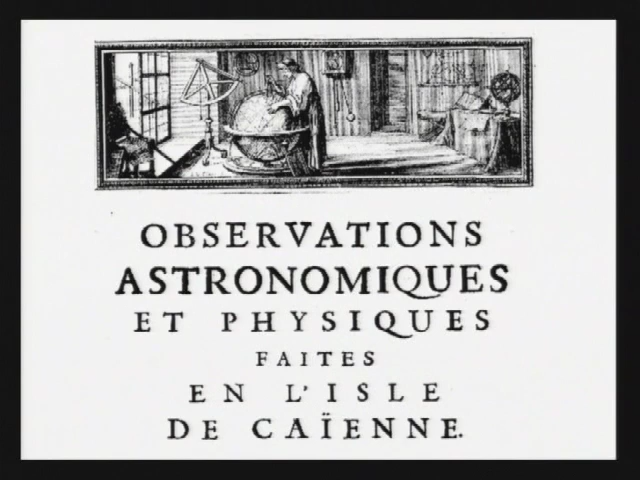 OBSERVATIONS
ASTRONOMIQUES
ET PHYSIQUES
FAITES
EN L'ISLE
DE CAÏENNE.